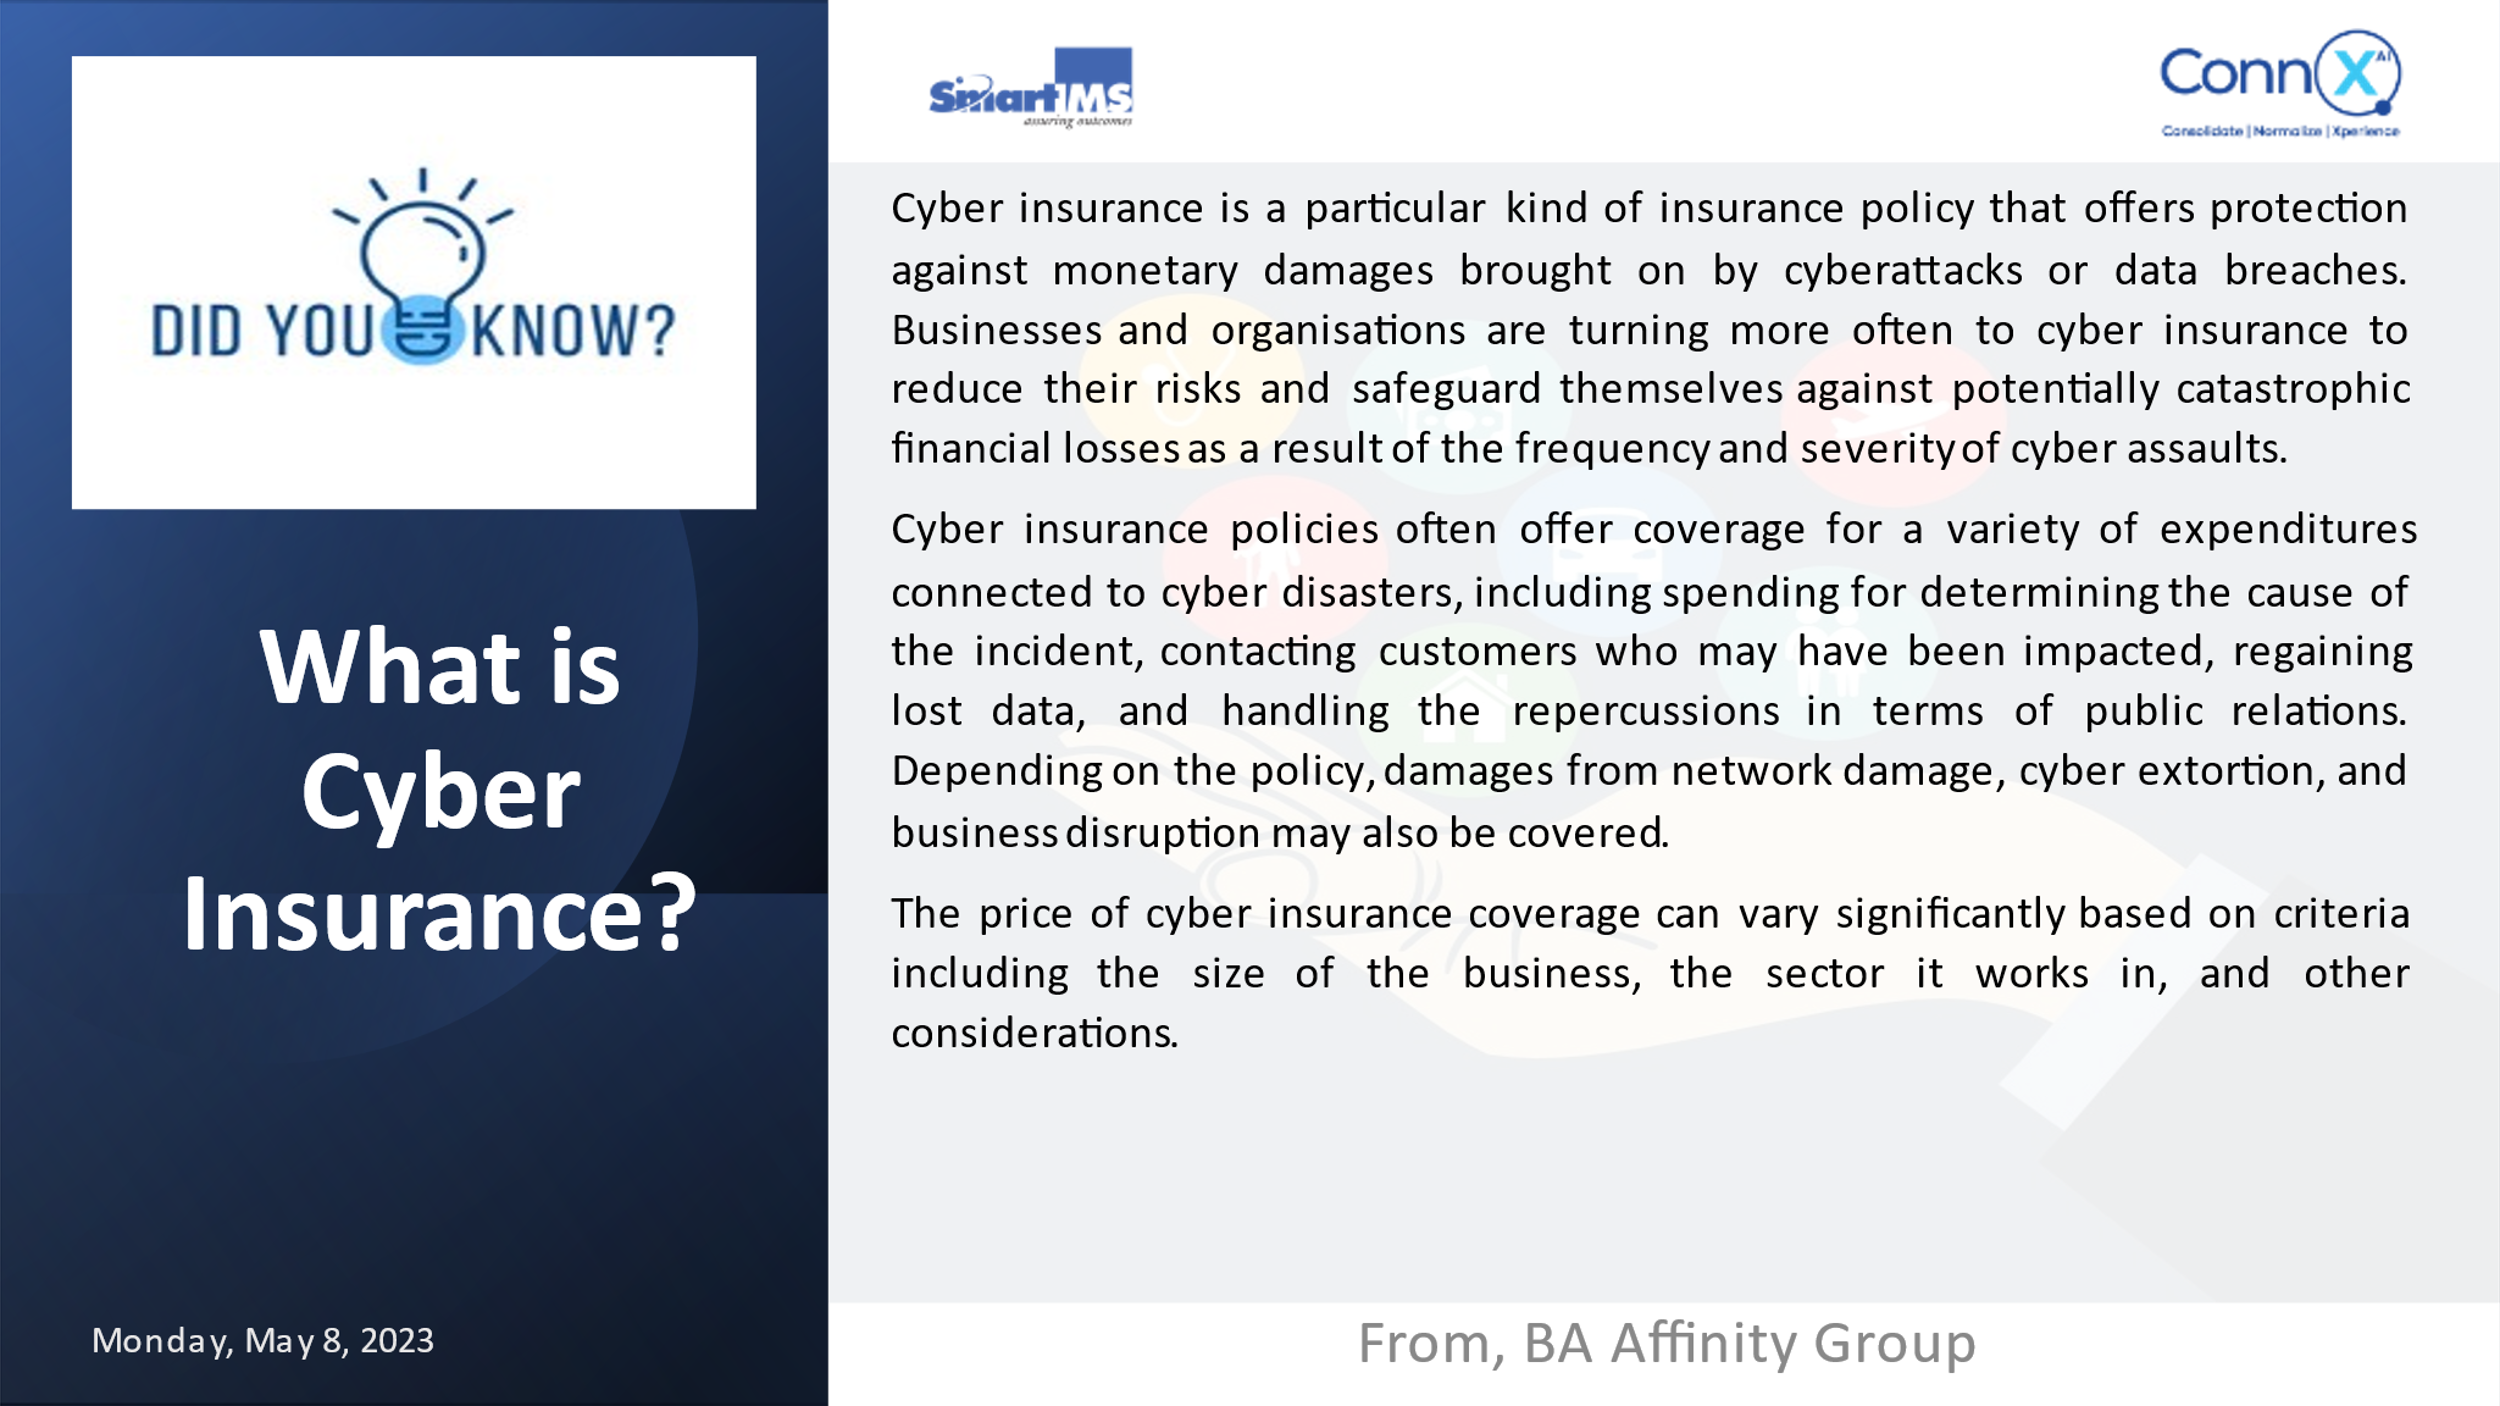 DID YOU KNOW?
What is
Cyber
Insurance?
Monday, May 8, 2023
SmartIMS
assuring outcomes
ConnX AI
Consolidate | Normalize | Xperience
Cyber insurance is a particular kind of insurance policy that offers protection
against monetary damages brought on by cyberattacks or data breaches.
Businesses and organisations are turning more often to cyber insurance to
reduce their risks and safeguard themselves against potentially catastrophic
financial losses as a result of the frequency and severity of cyber assaults.
Cyber insurance policies often offer coverage for a variety of expenditures
connected to cyber disasters, including spending for determining the cause of
the incident, contacting customers who may have been impacted, regaining
lost data, and handling the repercussions in terms of public relations.
Depending on the policy, damages from network damage, cyber extortion, and
business disruption may also be covered.
The price of cyber insurance coverage can vary significantly based on criteria
including the size of the business, the sector it works in, and other
considerations.
From, BA Affinity Group